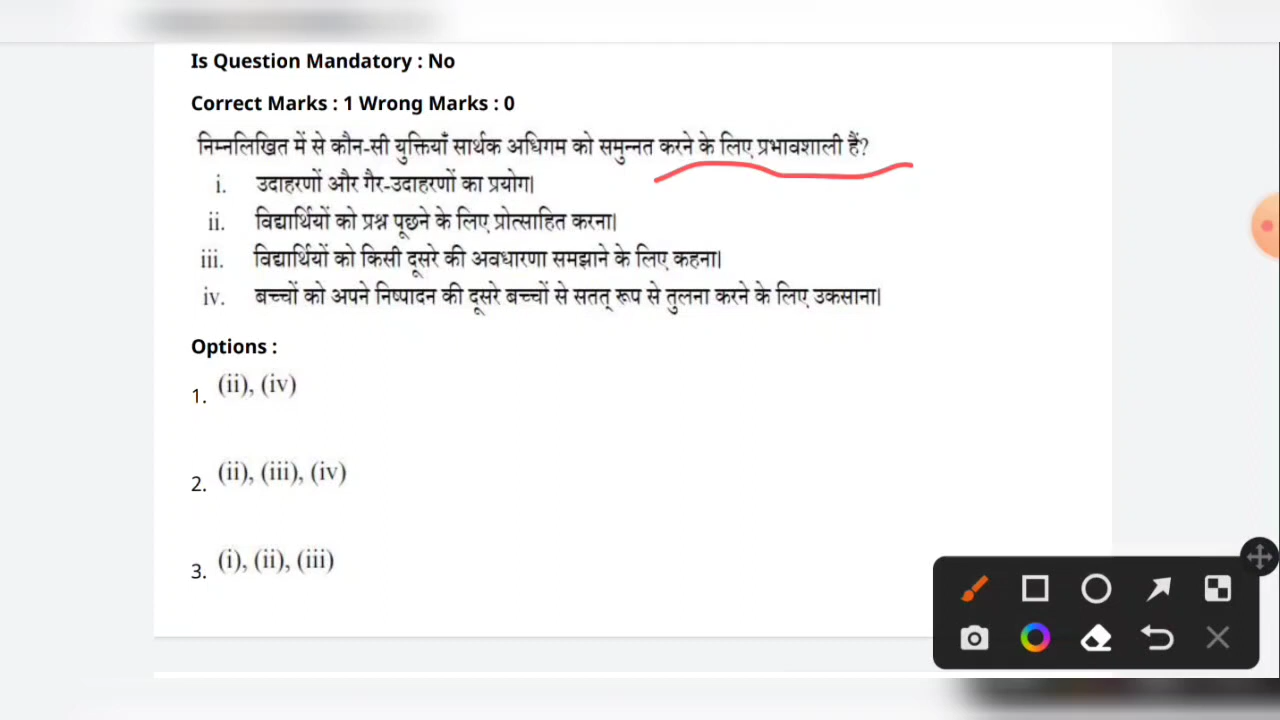 Is Question Mandatory : No
Correct Marks : 1 Wrong Marks : 0
निम्नलिखित में से कौन-सी युक्तियाँ सार्थक अधिगम को समुन्नत करने के लिए प्रभावशाली हैं?
i. उदाहरणों और गैर-उदाहरणों का प्रयोग।
ii. विद्यार्थियों को प्रश्न पूछने के लिए प्रोत्साहित करना।
iii. विद्यार्थियों को किसी दूसरे की अवधारणा समझाने के लिए कहना।
iv. बच्चों को अपने निष्पादन की दूसरे बच्चों से सतत् रूप से तुलना करने के लिए उकसाना।
Options :
1. (ii), (iv)
2. (ii), (iii), (iv)
3. (i), (ii), (iii)